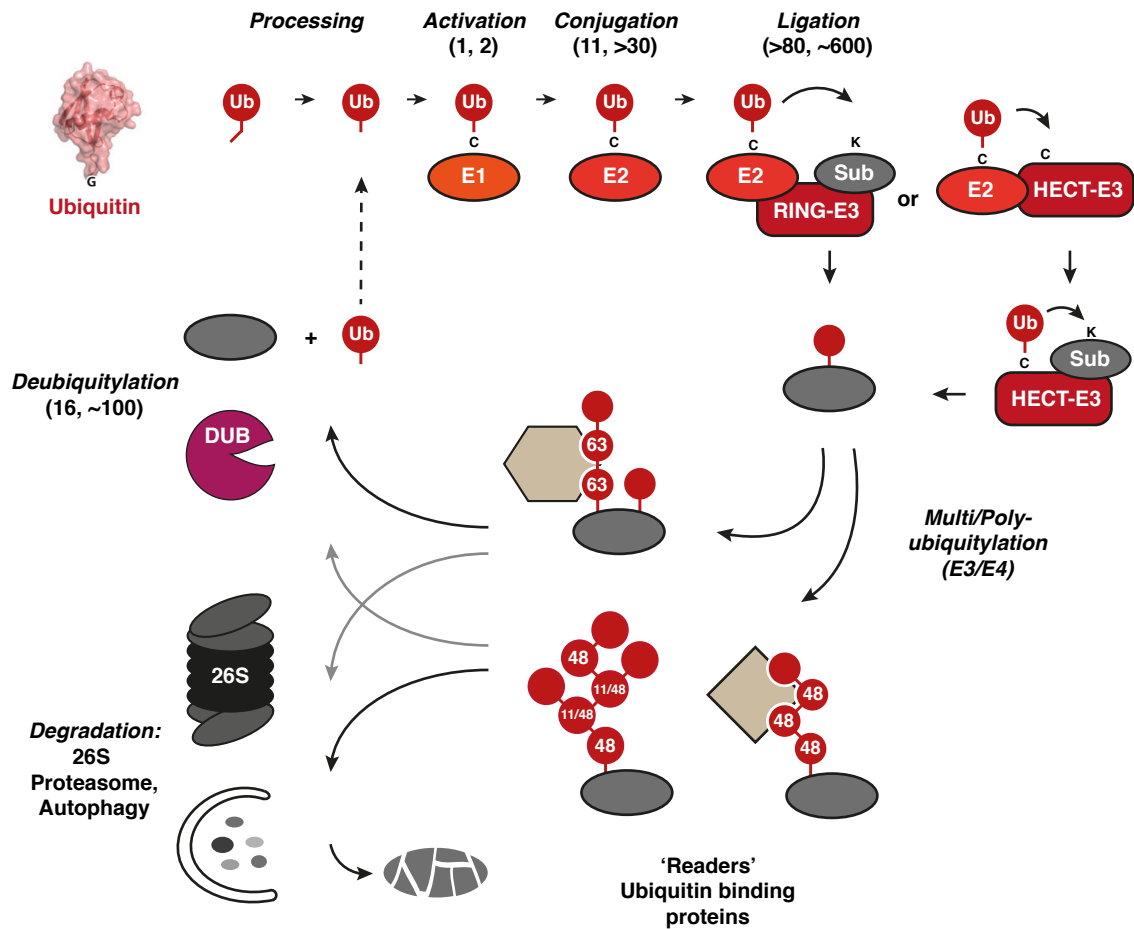 Processing
Activation
(1, 2)
Conjugation
(11, >30)
Ligation
(>80, ~600)
G
Ubiquitin
Ub
Ub
Ub
C
E1
Ub
C
E2
Ub
C
E2
K
Sub
RING-E3
or
Ub
C
C
E2
HECT-E3
+
Ub
Ub
C
K
Sub
HECT-E3
Deubiquitylation
(16, ~100)
DUB
63
63
Multi/Poly-
ubiquitylation
(E3/E4)
26S
48
11/48
11/48
48
48
48
48
Degradation:
26S
Proteasome,
Autophagy
'Readers'
Ubiquitin binding
proteins